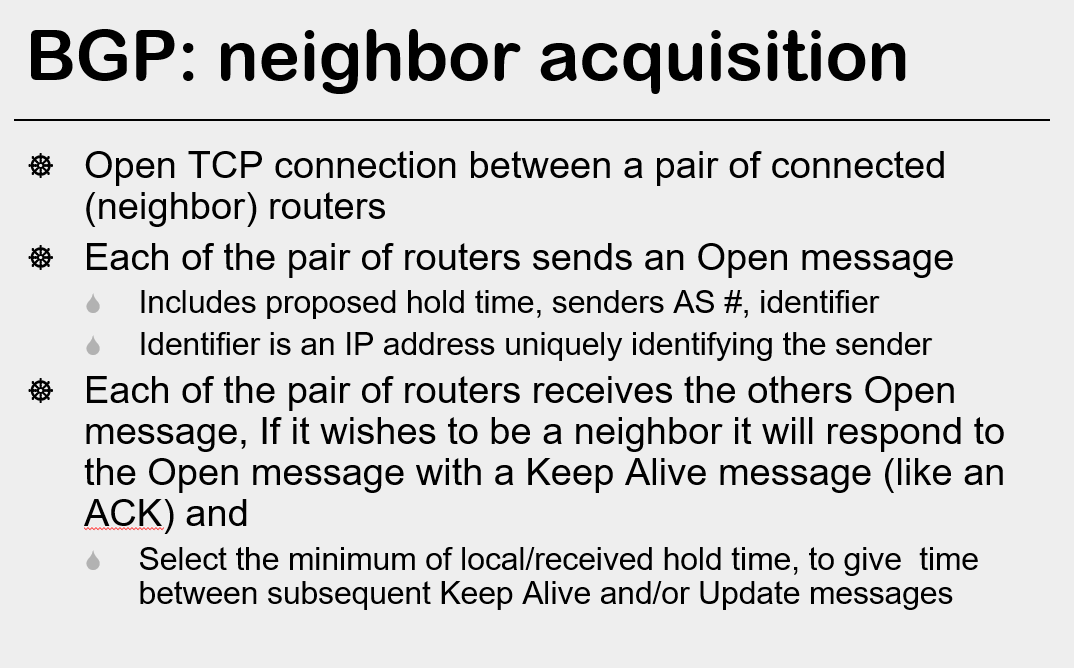 BGP: neighbor acquisition
Open TCP connection between a pair of connected
(neighbor) routers
Each of the pair of routers sends an Open message
Includes proposed hold time, senders AS #, identifier
Identifier is an IP address uniquely identifying the sender
Each of the pair of routers receives the others Open
message, If it wishes to be a neighbor it will respond to
the Open message with a Keep Alive message (like an
ACK) and
Select the minimum of local/received hold time, to give  time
between subsequent Keep Alive and/or Update messages